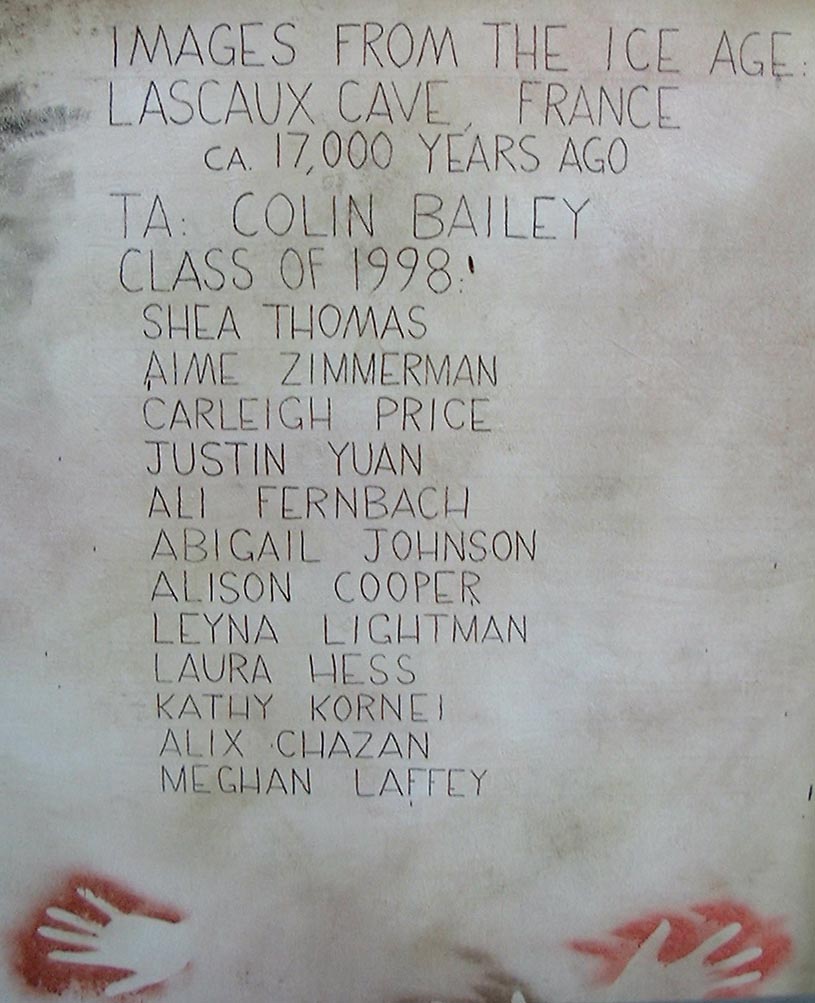 IMAGES FROM THE ICE AGE:
LASCAUX CAVE, FRANCE
CA. 17,000 YEARS AGO
TA: COLIN BAILEY
CLASS OF 1998:
SHEA THOMAS
AIME ZIMMERMAN
CARLEIGH PRICE
JUSTIN YUAN
ALI FERNBACH
ABIGAIL JOHNSON
ALISON COOPER
LEYNA LIGHTMAN
LAURA HESS
KATHY KORNEI
ALIX CHAZAN
MEGHAN LAFFEY